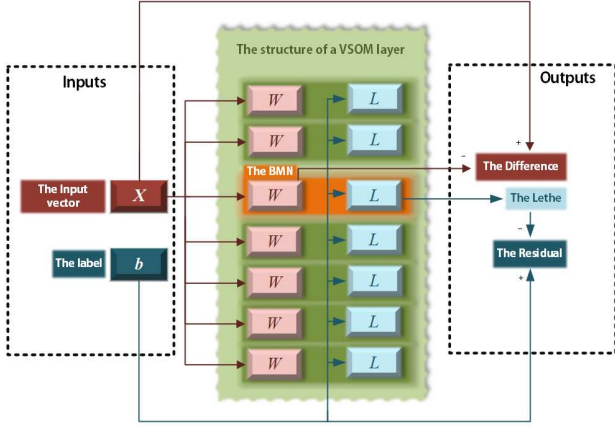 The structure of a VSOM layer
Inputs
Outputs
W L
W L
+
-
The BMN
The Difference
The Input
vector
X
W L
The Lethe
-
The label
b
W L
The Residual
+
W L
W L
W L